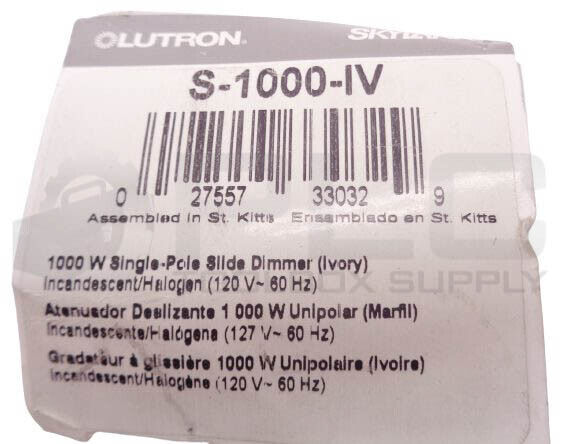 LUTRON
S-1000-IV
0 27557 33032 9
Assembled in St. Kitts Ensamblado en St. Kitts
1000 W Single-Pole Slide Dimmer (Ivory)
Incandescent/Halogen (120 V~ 60 Hz)
Atenuador Deslizante 1 000 W Unipolar (Marfil)
Incandescente/Halógena (127 V~ 60 Hz)
Gradateur à glissière 1000 W Unipolaire (Ivoire)
Incandescent/Halogène (120 V~ 60 Hz)